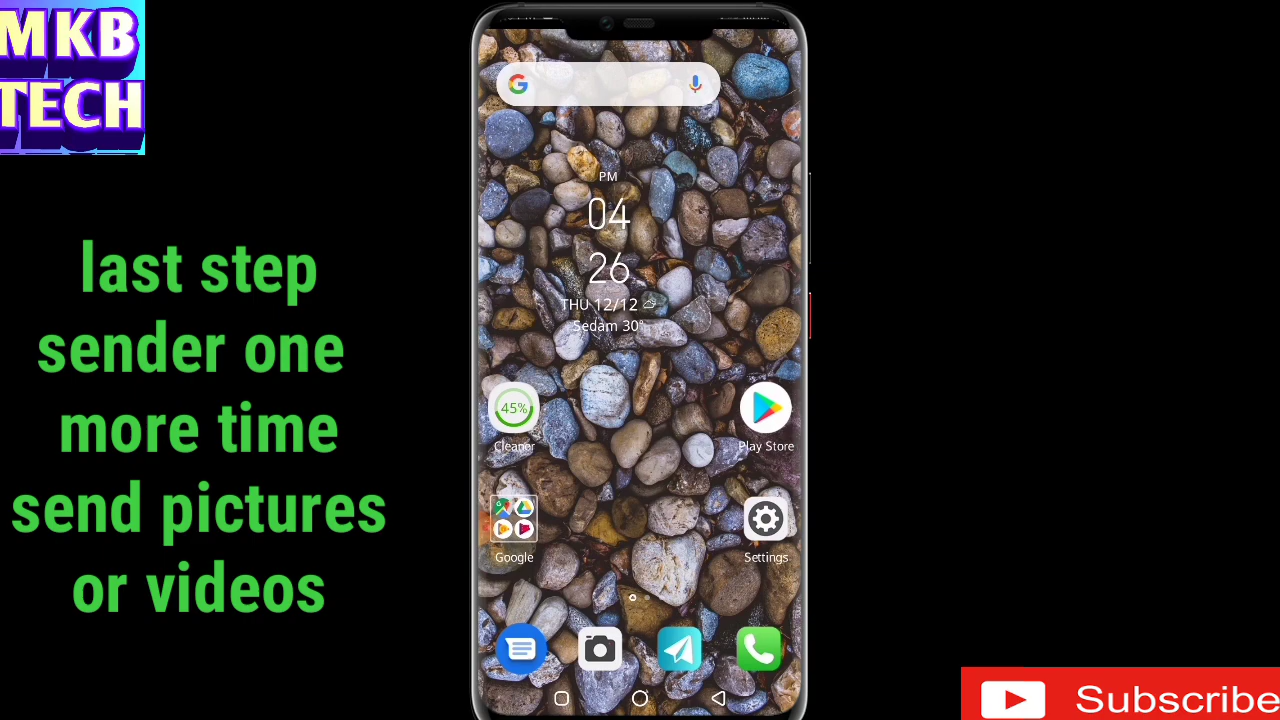 MKB
TECH
last step
sender one
more time
send pictures
or videos
PM
04
26
THU 12/12
Sedam 30°
45%
Cleaner
Play Store
Google
Settings
Subscribe